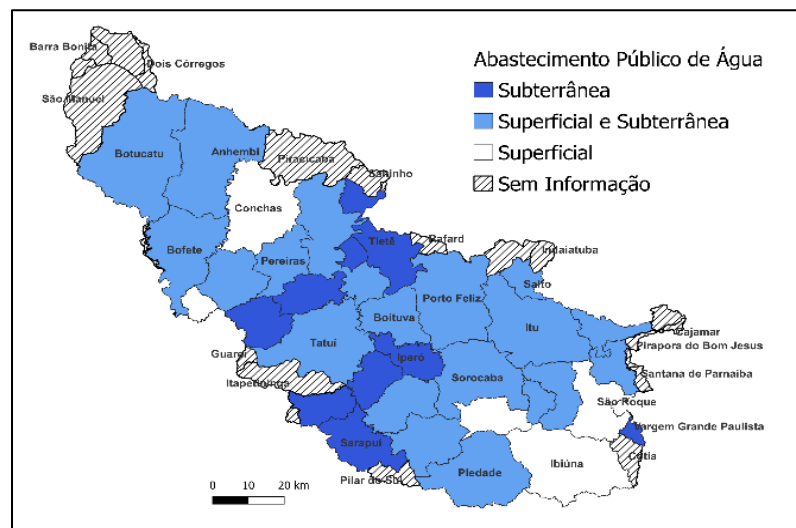 Abastecimento Público de Água
Subterrânea
Superficial e Subterrânea
Superficial
Sem Informação
Barra Bonita
Dois Córregos
São Manuel
Botucatu
Anhembi
Piracicaba
Saltinho
Conchas
Tietê
Rafard
Indaiatuba
Bofete
Pereiras
Salto
Porto Feliz
Boituva
Itu
Cajamar
Tatuí
Guareí
Iperó
Pirapora do Bom Jesus
Itapetininga
Sorocaba
Santana de Parnaíba
São Roque
Vargem Grande Paulista
Sarapuí
Cotia
Ibiúna
Piedade
Pilar do Sul
0 10 20 km